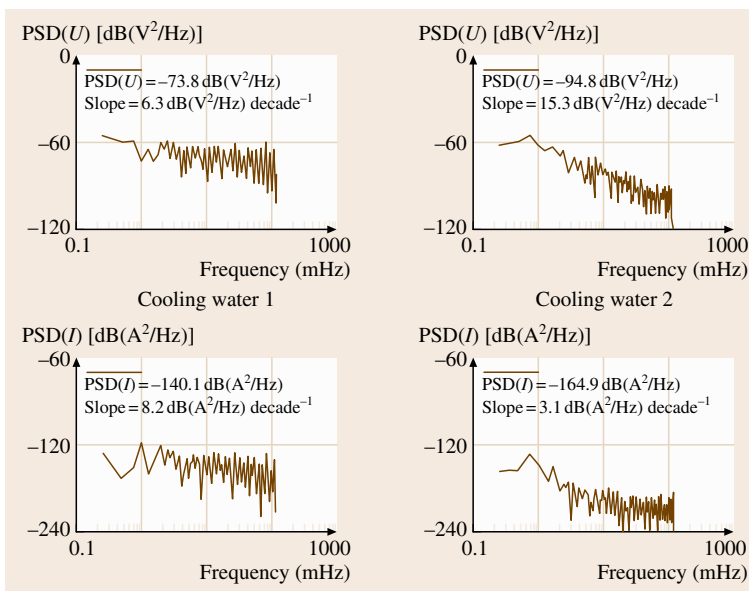 PSD(U) [dB(V²/Hz)]
0
PSD(U) = –73.8 dB(V²/Hz)
Slope = 6.3 dB(V²/Hz) decade⁻¹
–60
–120
0.1
1000
Frequency (mHz)
Cooling water 1
PSD(U) [dB(V²/Hz)]
0
PSD(U) = –94.8 dB(V²/Hz)
Slope = 15.3 dB(V²/Hz) decade⁻¹
–60
–120
0.1
1000
Frequency (mHz)
Cooling water 2
PSD(I) [dB(A²/Hz)]
–60
PSD(I) = –140.1 dB(A²/Hz)
Slope = 8.2 dB(A²/Hz) decade⁻¹
–120
–240
0.1
1000
Frequency (mHz)
PSD(I) [dB(A²/Hz)]
–60
PSD(I) = –164.9 dB(A²/Hz)
Slope = 3.1 dB(A²/Hz) decade⁻¹
–120
–240
0.1
1000
Frequency (mHz)